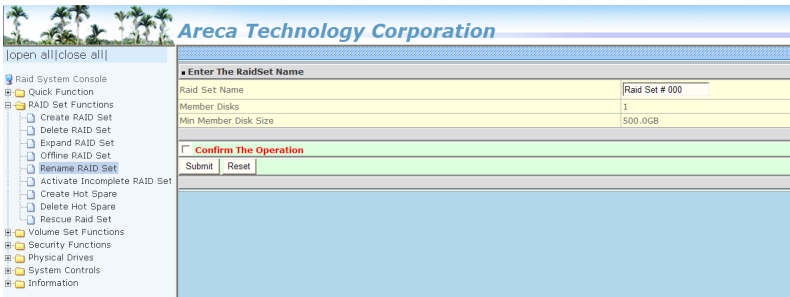 Areca Technology Corporation
|open all|close all|
Raid System Console
Quick Function
RAID Set Functions
Create RAID Set
Delete RAID Set
Expand RAID Set
Offline RAID Set
Rename RAID Set
Activate Incomplete RAID Set
Create Hot Spare
Delete Hot Spare
Rescue Raid Set
Volume Set Functions
Security Functions
Physical Drives
System Controls
Information
Enter The RaidSet Name
Raid Set Name Raid Set # 000
Member Disks 1
Min Member Disk Size 500.0GB
Confirm The Operation
Submit Reset